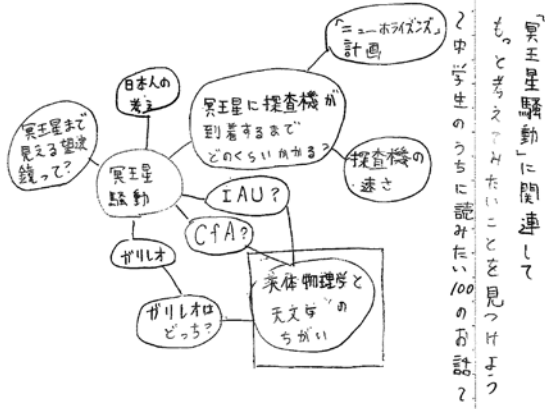 「冥王星騒動」に関連して
もっと考えてみたいことを見つけよう
～中学生のうちに読みたい100のお話～
「ニューホライズンズ」
計画
日本人の
考え
冥王星に探査機が
到着するまで
どのくらいかかる？
冥王星まで
見える望遠
鏡って？
探査機の
速さ
冥王星
騒動
IAU？
CfA？
ガリレオ
天体物理学と
天文学の
ちがい
ガリレオは
どっち？